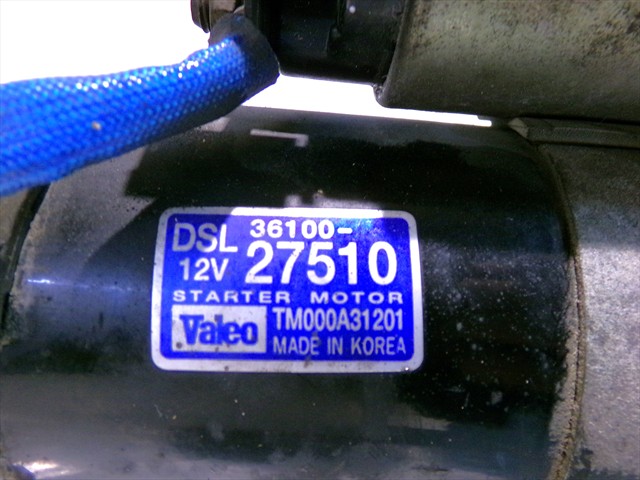 DSL 36100-
12V 27510
STARTER MOTOR
Valeo TM000A31201
MADE IN KOREA